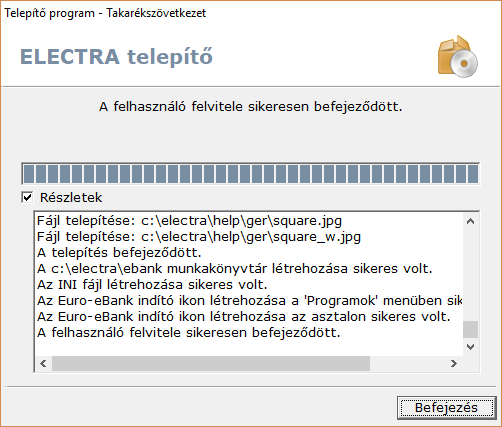 Telepítő program - Takarékszövetkezet
ELECTRA telepítő
A felhasználó felvitele sikeresen befejeződött.
Részletek
Fájl telepítése: c:\electra\help\ger\square.jpg
Fájl telepítése: c:\electra\help\ger\square_w.jpg
A telepítés befejeződött.
A c:\electra\ebank munkakönyvtár létrehozása sikeres volt.
Az INI fájl létrehozása sikeres volt.
Az Euro-eBank indító ikon létrehozása a 'Programok' menüben sik
Az Euro-eBank indító ikon létrehozása az asztalon sikeres volt.
A felhasználó felvitele sikeresen befejeződött.
Befejezés